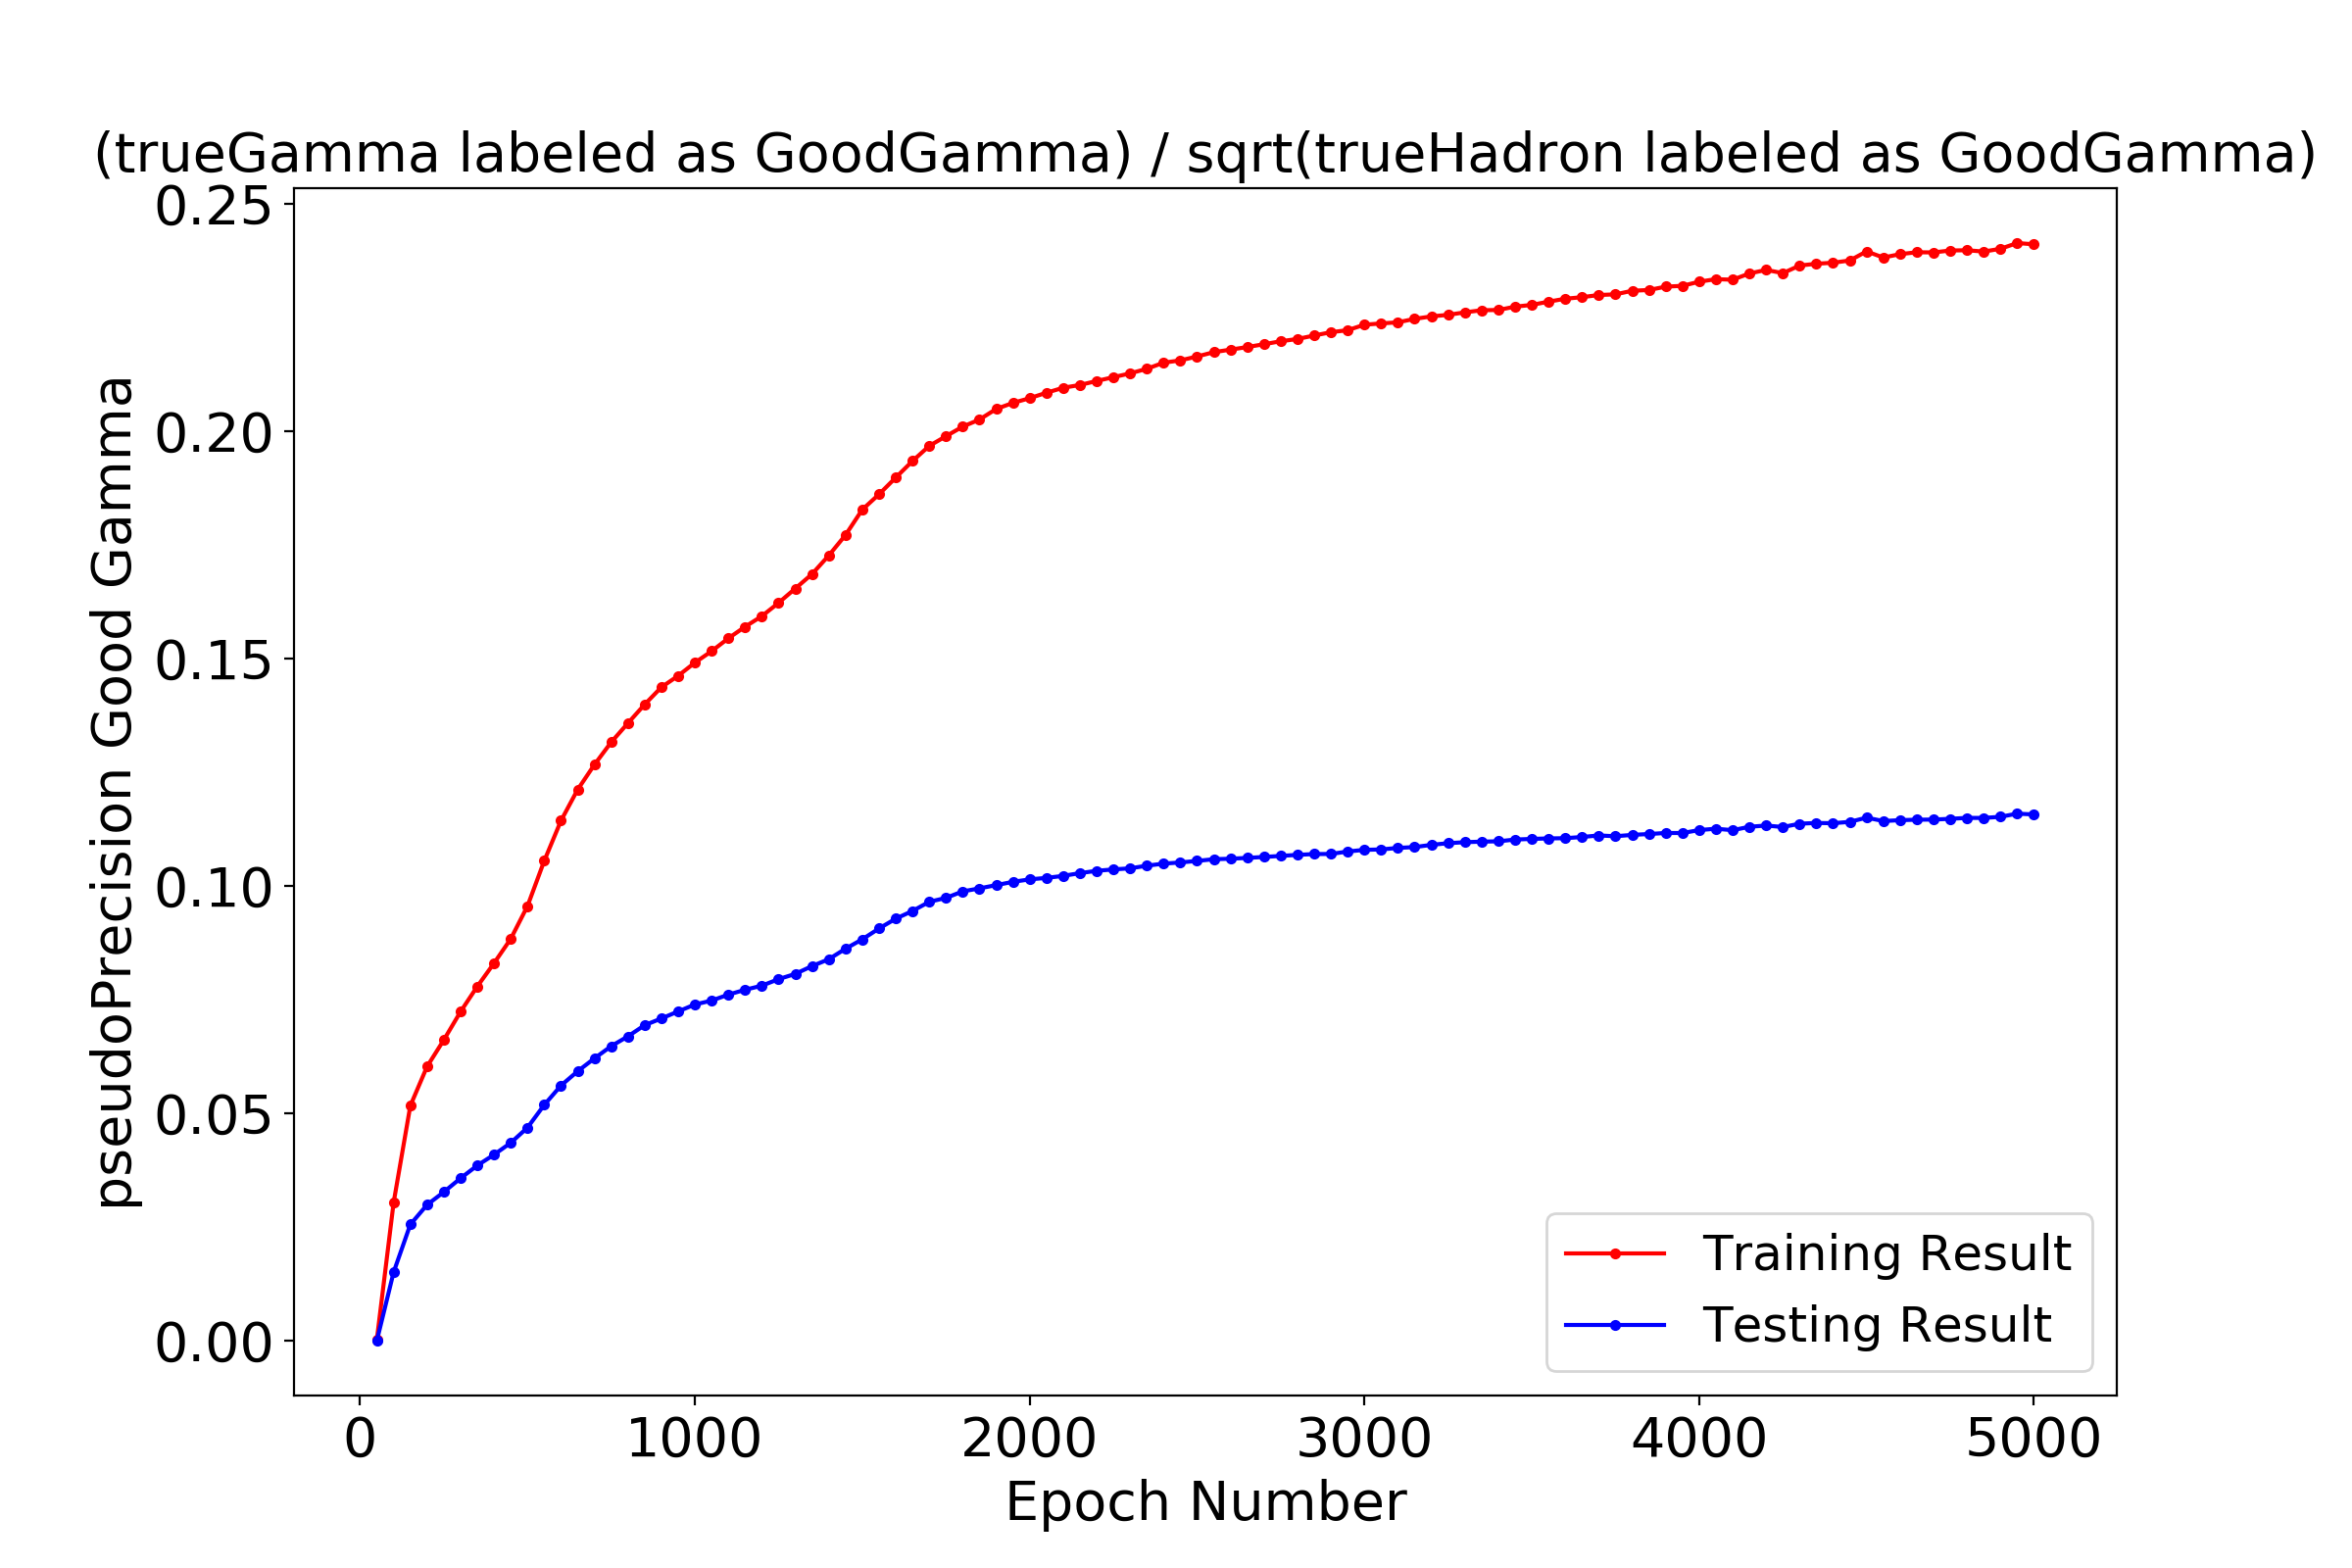 (trueGamma labeled as GoodGamma) / sqrt(trueHadron labeled as GoodGamma)
pseudoPrecision Good Gamma
0.25
0.20
0.15
0.10
0.05
0.00
Training Result
Testing Result
0 1000 2000 3000 4000 5000
Epoch Number